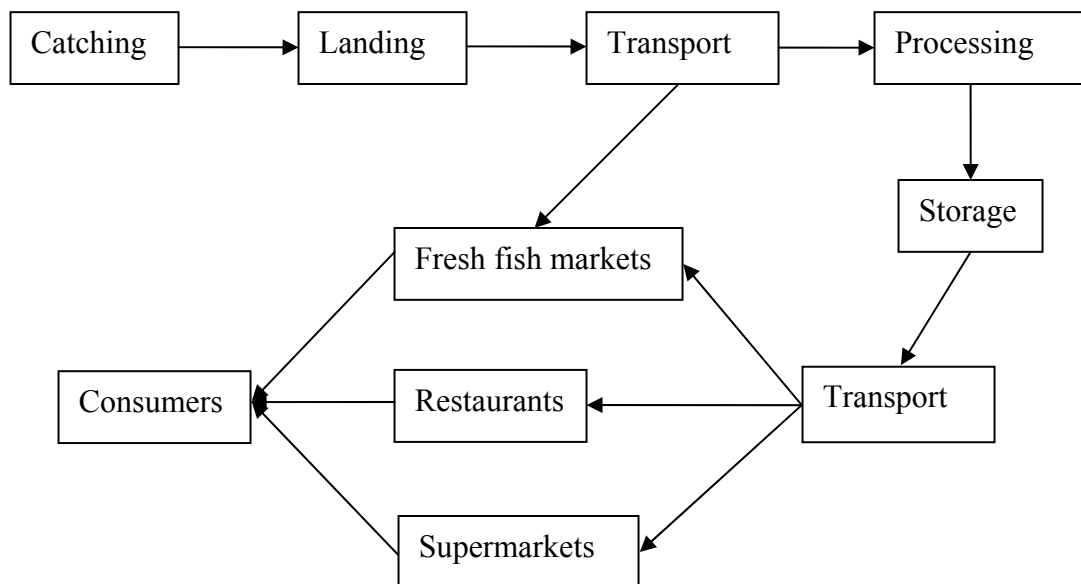 Catching
Landing
Transport
Processing
Storage
Fresh fish markets
Consumers
Restaurants
Transport
Supermarkets